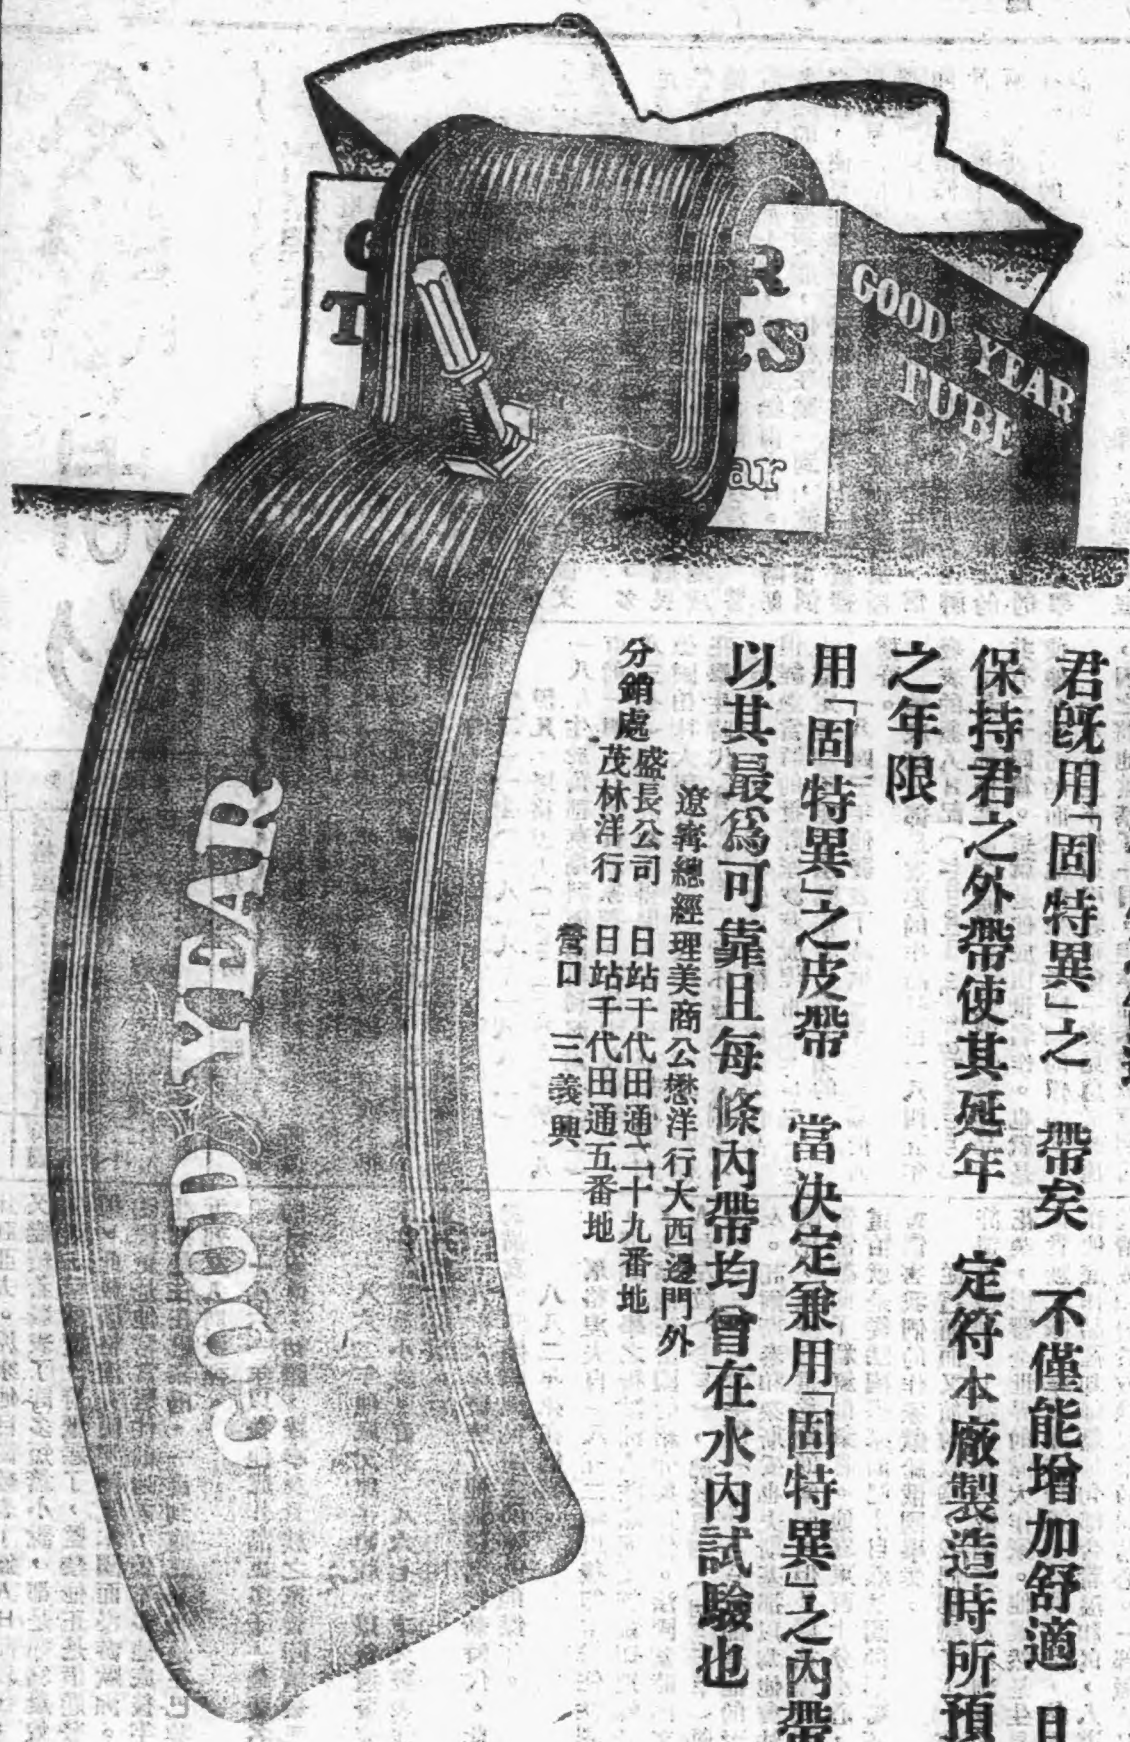 GOOD YEAR
TUBE
GOOD YEAR
君既用「固特異」之 帶矣 不僅能增加舒適
保持君之外帶使其延年 定符本廠製造時所預
之年限
用「固特異」之皮帶 當決定兼用「固特異」之內帶
以其最爲可靠且每條內帶均曾在水內試驗也
遼寧總經理美商公懋洋行大西邊門外
分銷處
盛長公司 日站千代田通二十九番地
茂林洋行 日站千代田通五番地
營口 三義興